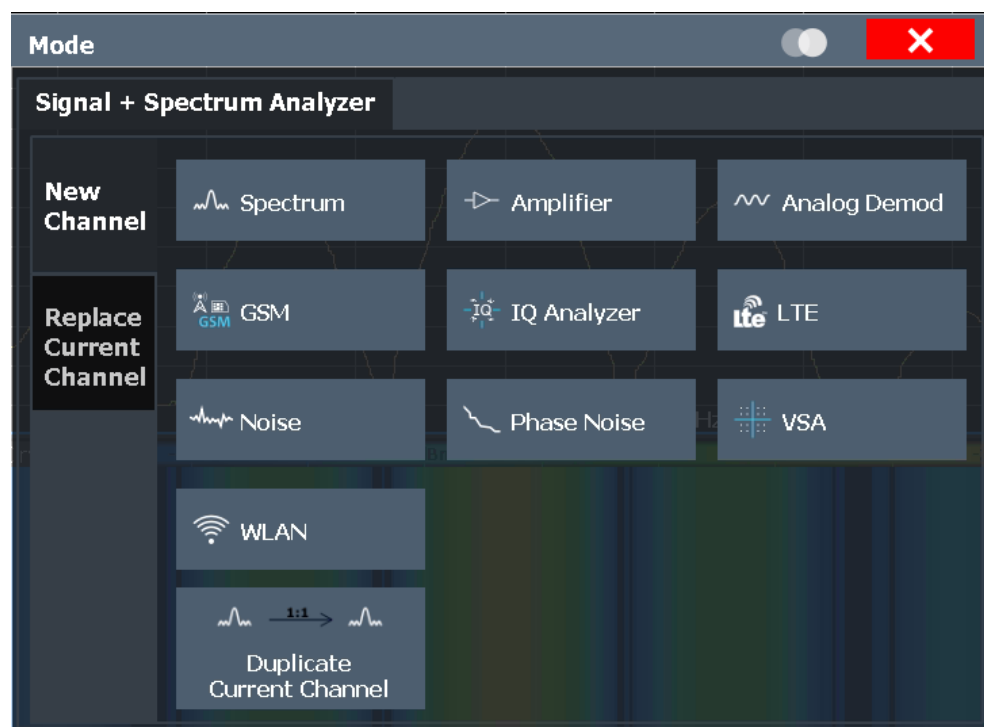 Mode
Signal + Spectrum Analyzer
New
Channel
Replace
Current
Channel
Spectrum
Amplifier
Analog Demod
GSM
GSM
IQ
IQ Analyzer
Lte
LTE
Noise
Phase Noise
VSA
WLAN
1:1
Duplicate
Current Channel